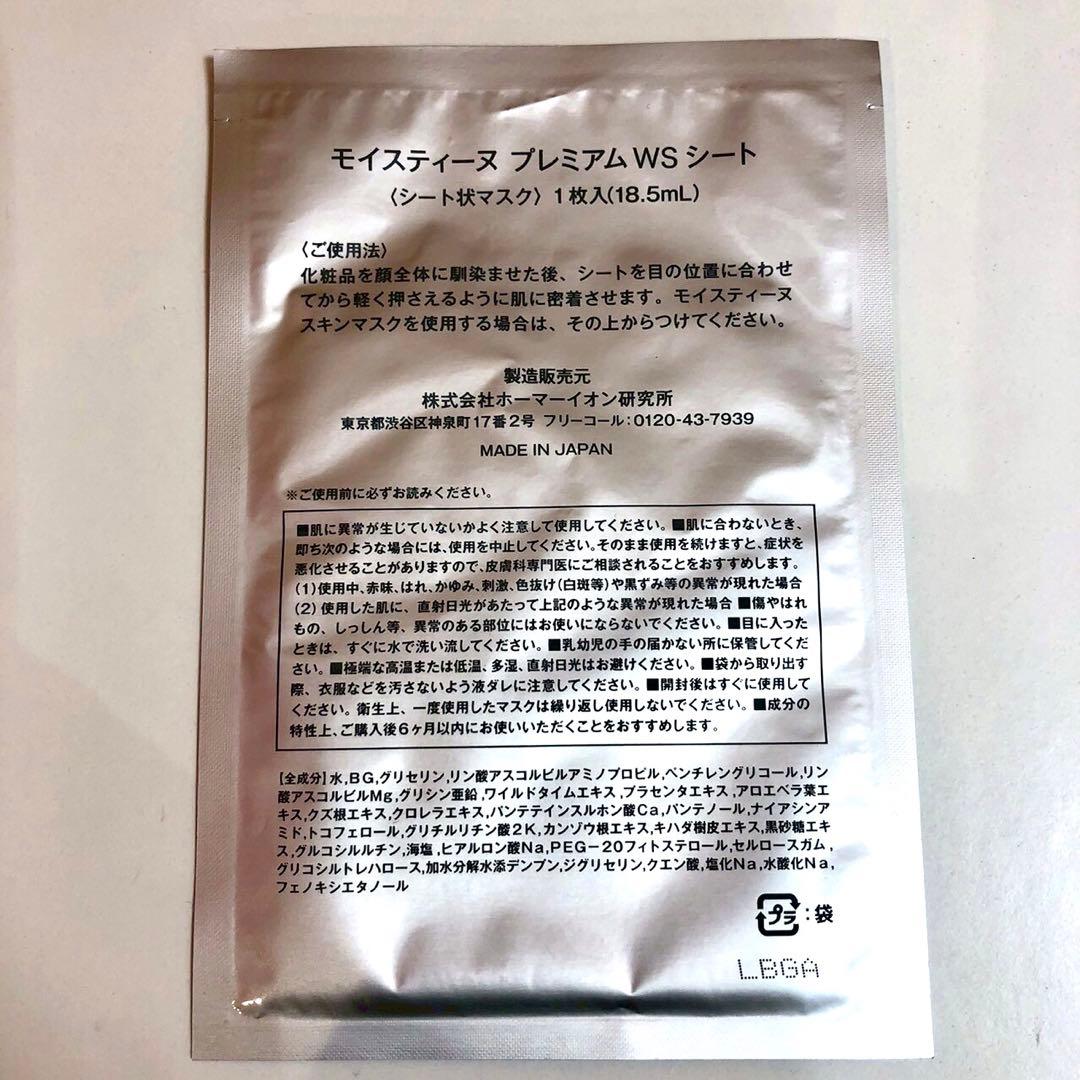 モイスティーヌ プレミアム WS シート
〈シート状マスク〉1枚入(18.5mL)
〈ご使用法〉
化粧品を顔全体に馴染ませた後、シートを目の位置に合わせ
てから軽く押さえるように肌に密着させます。モイスティーヌ
スキンマスクを使用する場合は、その上からつけてください。
製造販売元
株式会社ホーマーイオン研究所
東京都渋谷区神泉町17番2号 フリーコール:0120-43-7939
MADE IN JAPAN
※ご使用前に必ずお読みください。
■肌に異常が生じていないかよく注意して使用してください。■肌に合わないとき、
即ち次のような場合には、使用を中止してください。そのまま使用を続けますと、症状を
悪化させることがありますので、皮膚科専門医にご相談されることをおすすめします。
(1)使用中、赤味、はれ、かゆみ、刺激、色抜け(白斑等)や黒ずみ等の異常が現れた場合
(2)使用した肌に、直射日光があたって上記のような異常が現れた場合 ■傷やはれ
もの、しっしん等、異常のある部位にはお使いにならないでください。■目に入った
ときは、すぐに水で洗い流してください。■乳幼児の手の届かない所に保管してくだ
さい。■極端な高温または低温、多湿、直射日光はお避けください。■袋から取り出す
際、衣服などを汚さないよう液ダレに注意してください。■開封後はすぐに使用して
ください。衛生上、一度使用したマスクは繰り返し使用しないでください。■成分の
特性上、ご購入後6ヶ月以内にお使いいただくことをおすすめします。
【全成分】水,BG,グリセリン,リン酸アスコルビルアミノプロピル,ペンチレングリコール,リン
酸アスコルビルMg,グリシン亜鉛,ワイルドタイムエキス,プラセンタエキス,アロエベラ葉エ
キス,クズ根エキス,クロレラエキス,パンテテインスルホン酸Ca,パンテノール,ナイアシンア
ミド,トコフェロール,グリチルリチン酸2K,カンゾウ根エキス,キハダ樹皮エキス,黒砂糖エキ
ス,グルコシルルチン,海塩,ヒアルロン酸Na,PEG-20フィトステロール,セルロースガム,
グリコシルトレハロース,加水分解水添デンプン,ジグリセリン,クエン酸,塩化Na,水酸化Na,
フェノキシエタノール
プラ:袋
LBGA